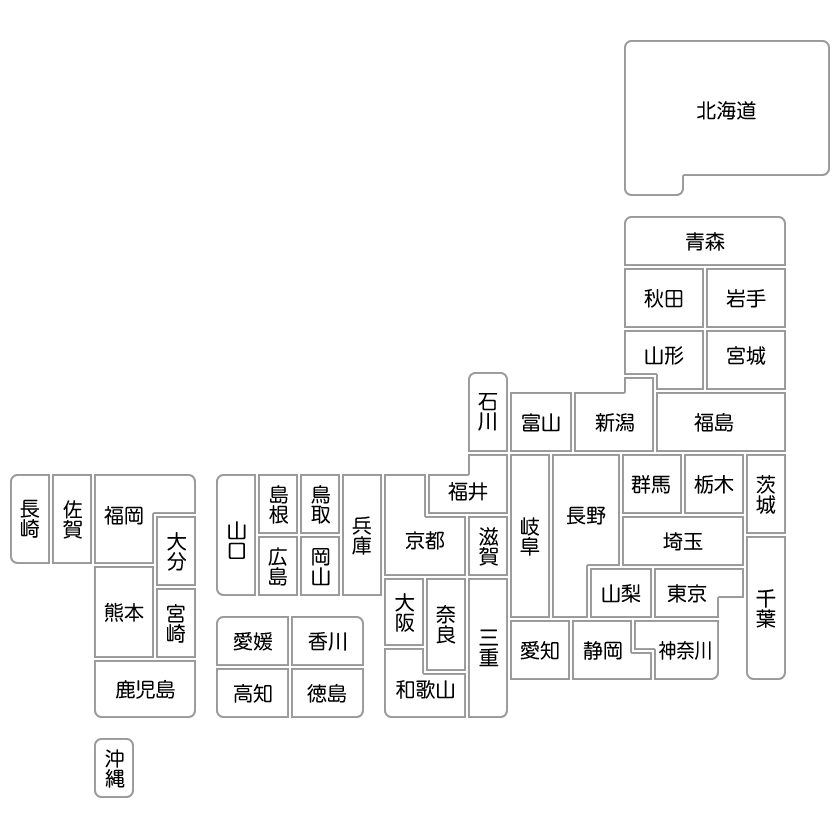 北海道
青森
秋田
岩手
山形
宮城
石川
富山
新潟
福島
福井
岐阜
長野
群馬
栃木
茨城
埼玉
山梨
東京
千葉
愛知
静岡
神奈川
長崎
佐賀
福岡
大分
熊本
宮崎
鹿児島
沖縄
山口
島根
鳥取
広島
岡山
兵庫
京都
滋賀
大阪
奈良
三重
和歌山
愛媛
香川
高知
徳島